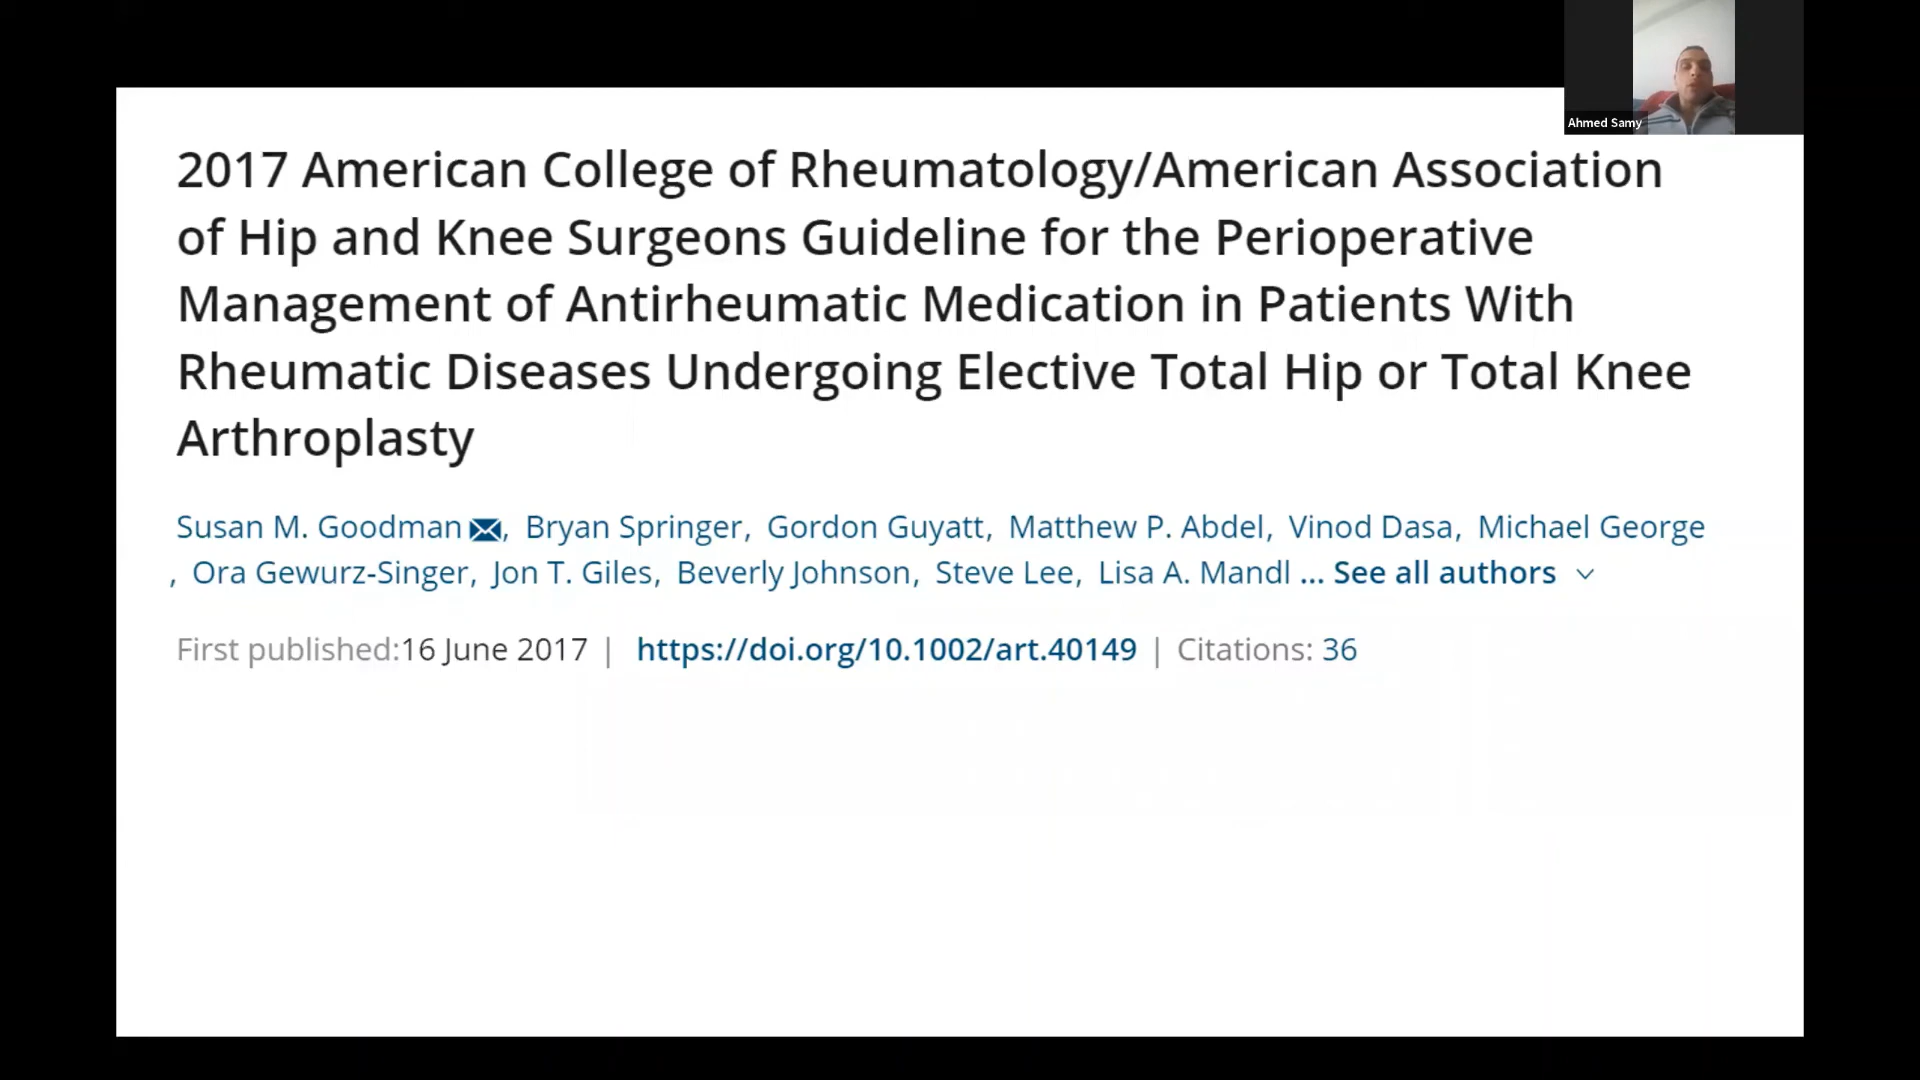 Ahmed Samy
2017 American College of Rheumatology/American Association
of Hip and Knee Surgeons Guideline for the Perioperative
Management of Antirheumatic Medication in Patients With
Rheumatic Diseases Undergoing Elective Total Hip or Total Knee
Arthroplasty
Susan M. Goodman, Bryan Springer, Gordon Guyatt, Matthew P. Abdel, Vinod Dasa, Michael George
, Ora Gewurz-Singer, Jon T. Giles, Beverly Johnson, Steve Lee, Lisa A. Mandl ... See all authors
First published:16 June 2017 | https://doi.org/10.1002/art.40149 | Citations: 36